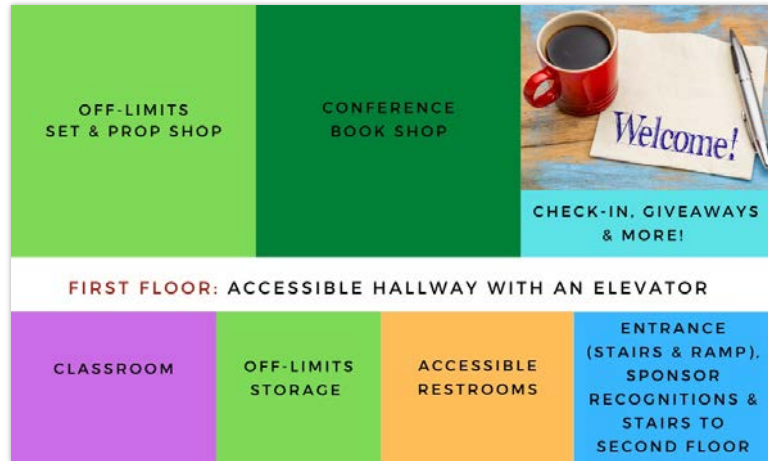 OFF-LIMITS
SET & PROP SHOP
CONFERENCE
BOOK SHOP
Welcome!
CHECK-IN, GIVEAWAYS
& MORE!
FIRST FLOOR: ACCESSIBLE HALLWAY WITH AN ELEVATOR
CLASSROOM
OFF-LIMITS
STORAGE
ACCESSIBLE
RESTROOMS
ENTRANCE
(STAIRS & RAMP),
SPONSOR
RECOGNITIONS &
STAIRS TO
SECOND FLOOR